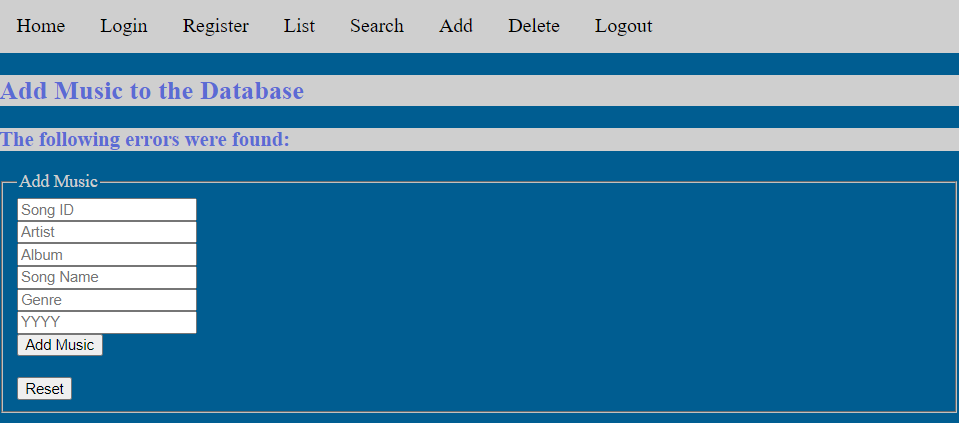 Home Login Register List Search Add Delete Logout
Add Music to the Database
The following errors were found:
Add Music
Song ID
Artist
Album
Song Name
Genre
YYYY
Add Music
Reset